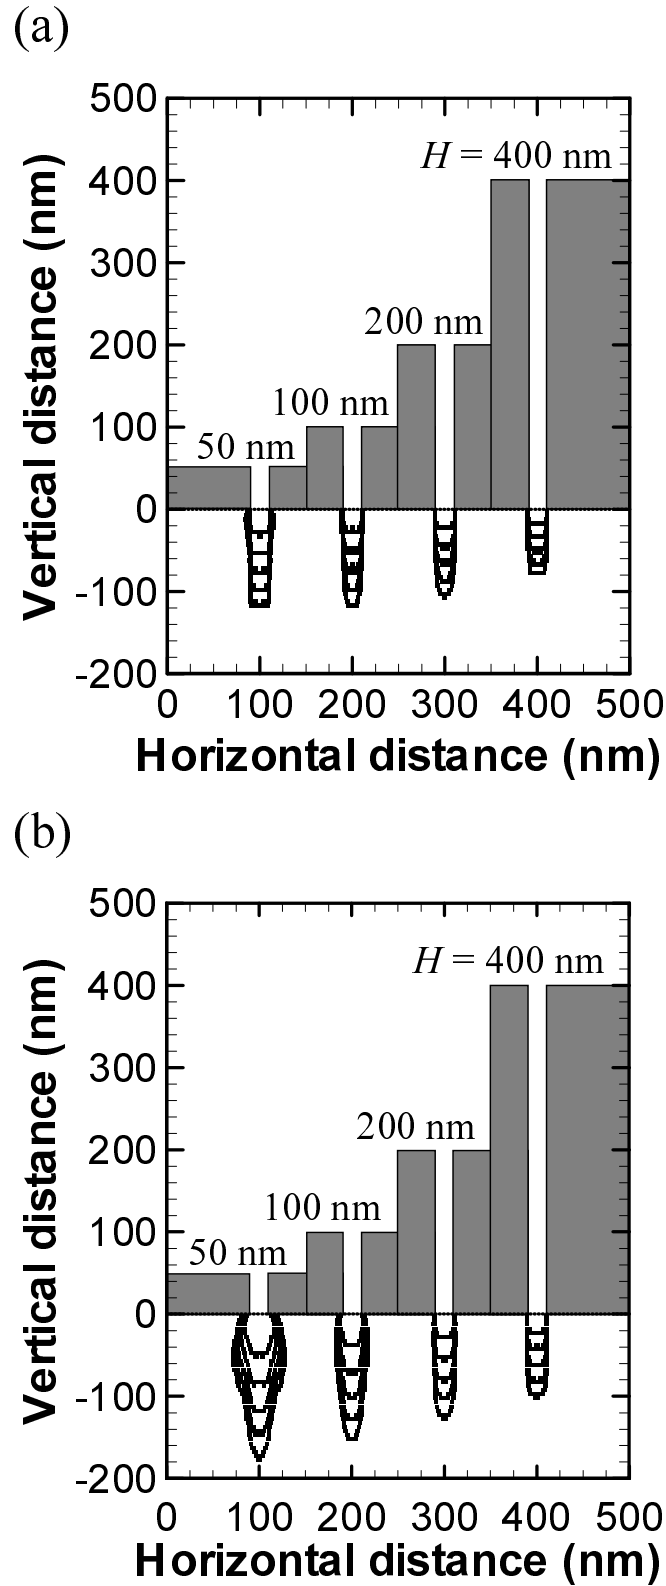 (a)
500
H = 400 nm
400
300
200 nm
200
100 nm
100
50 nm
0
-100
-200
0 100 200 300 400 500
Vertical distance (nm)
Horizontal distance (nm)
(b)
500
H = 400 nm
400
300
200 nm
200
100 nm
100
50 nm
0
-100
-200
0 100 200 300 400 500
Vertical distance (nm)
Horizontal distance (nm)